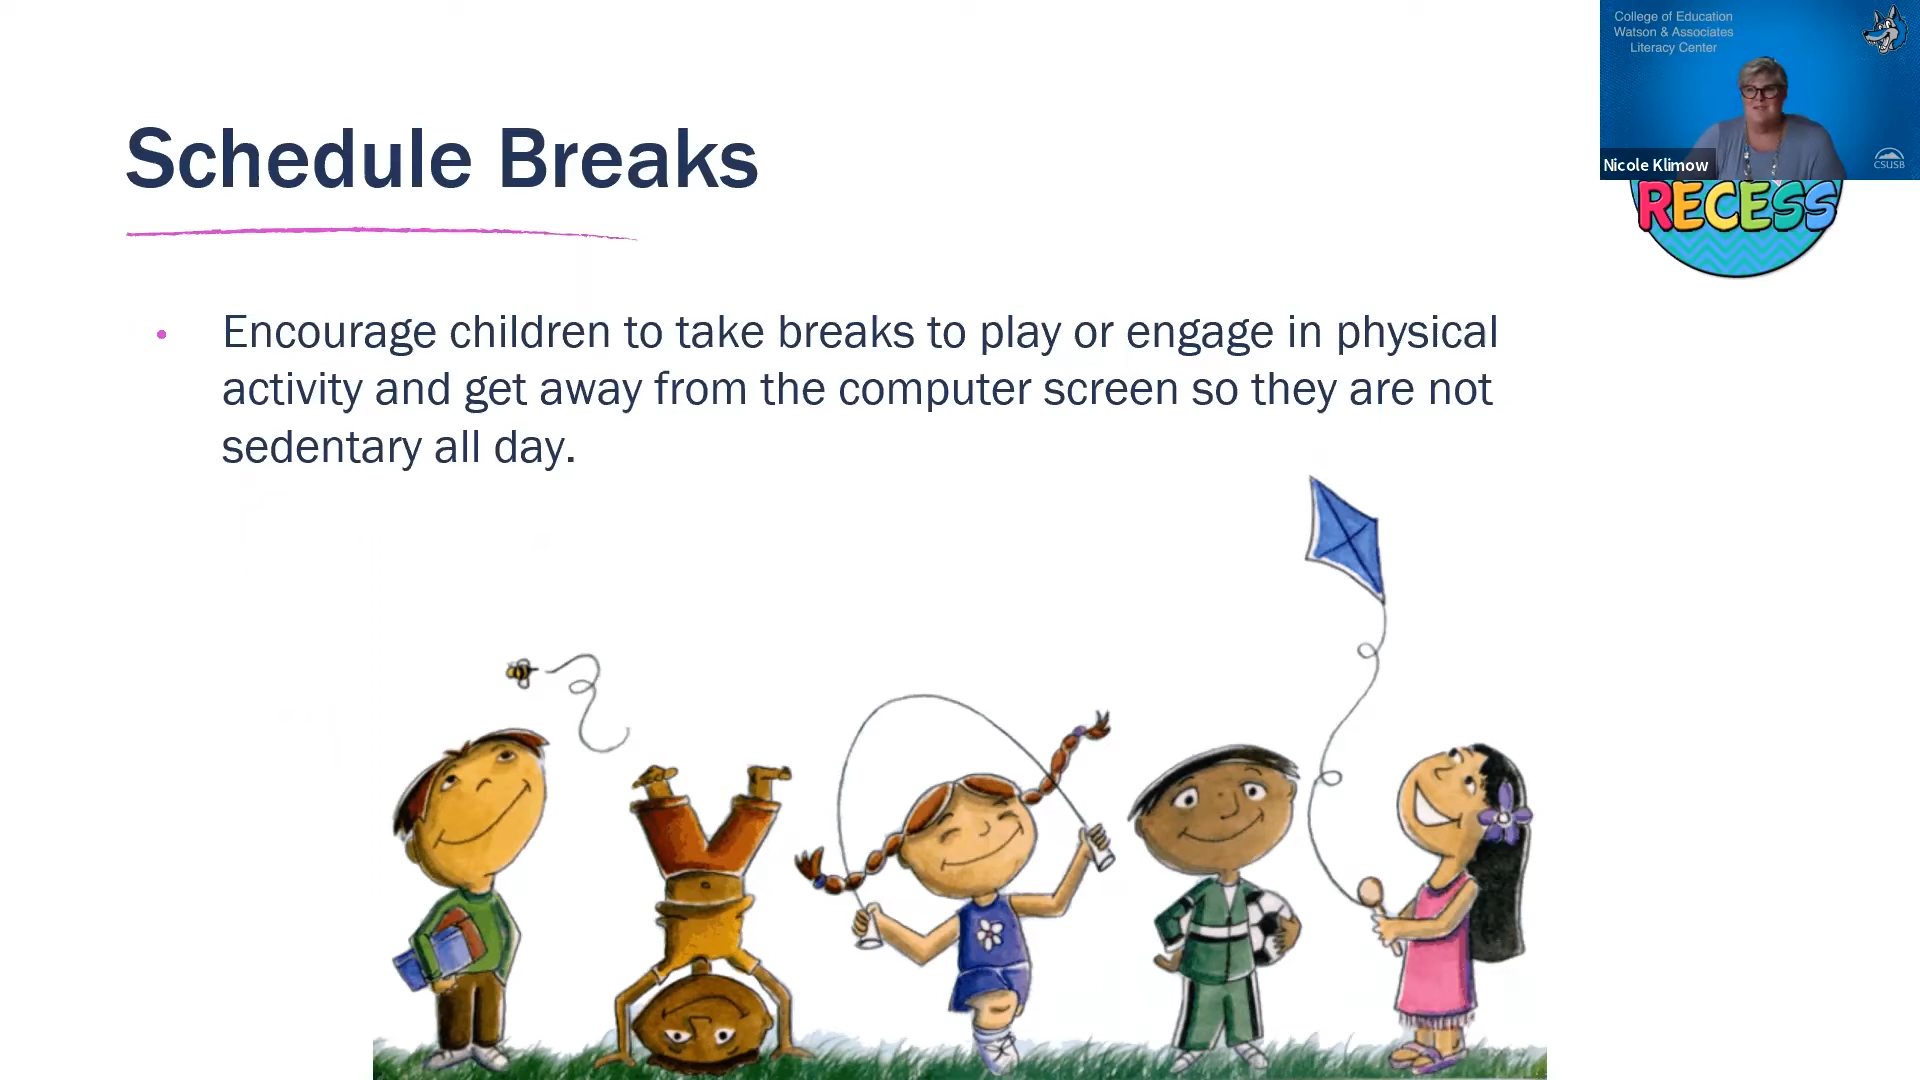 College of Education
Watson & Associates
Literacy Center
Schedule Breaks
Nicole Klimow
CSUSB
RECESS
• Encourage children to take breaks to play or engage in physical
activity and get away from the computer screen so they are not
sedentary all day.